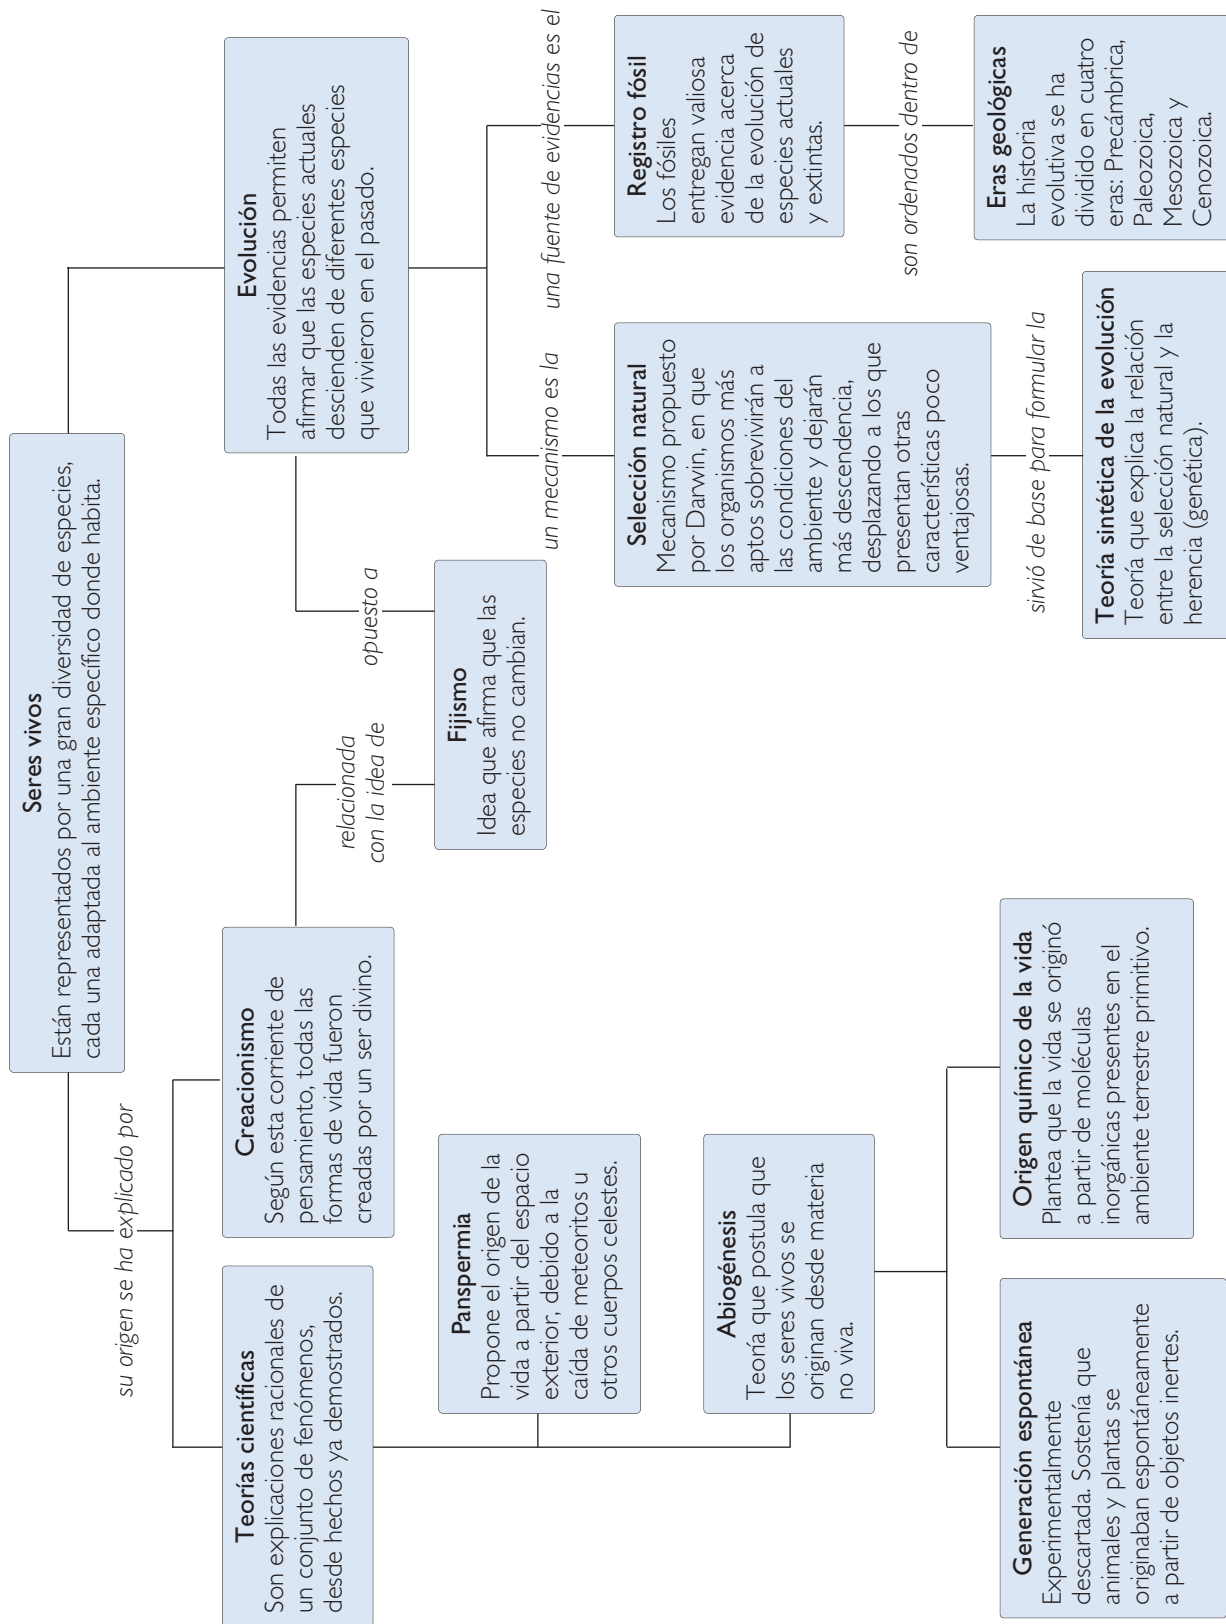 Seres vivos
Están representados por una gran diversidad de especies,
cada una adaptada al ambiente específico donde habita.
su origen se ha explicado por
Teorías científicas
Son explicaciones racionales de
un conjunto de fenómenos,
desde hechos ya demostrados.
Creacionismo
Según esta corriente de
pensamiento, todas las
formas de vida fueron
creadas por un ser divino.
Evolución
Todas las evidencias permiten
afirmar que las especies actuales
descienden de diferentes especies
que vivieron en el pasado.
relacionada
con la idea de
opuesto a
Fijismo
Idea que afirma que las
especies no cambian.
Panspermia
Propone el origen de la
vida a partir del espacio
exterior, debido a la
caída de meteoritos u
otros cuerpos celestes.
Abiogénesis
Teoría que postula que
los seres vivos se
originan desde materia
no viva.
Generación espontánea
Experimentalmente
descartada. Sostenía que
animales y plantas se
originaban espontáneamente
a partir de objetos inertes.
Origen químico de la vida
Plantea que la vida se originó
a partir de moléculas
inorgánicas presentes en el
ambiente terrestre primitivo.
un mecanismo es la
una fuente de evidencias es el
Selección natural
Mecanismo propuesto
por Darwin, en que
los organismos más
aptos sobrevivirán a
las condiciones del
ambiente y dejarán
más descendencia,
desplazando a los que
presentan otras
características poco
ventajosas.
Registro fósil
Los fósiles
entregan valiosa
evidencia acerca
de la evolución de
especies actuales
y extintas.
sirvió de base para formular la
son ordenados dentro de
Teoría sintética de la evolución
Teoría que explica la relación
entre la selección natural y la
herencia (genética).
Eras geológicas
La historia
evolutiva se ha
dividido en cuatro
eras: Precámbrica,
Paleozoica,
Mesozoica y
Cenozoica.